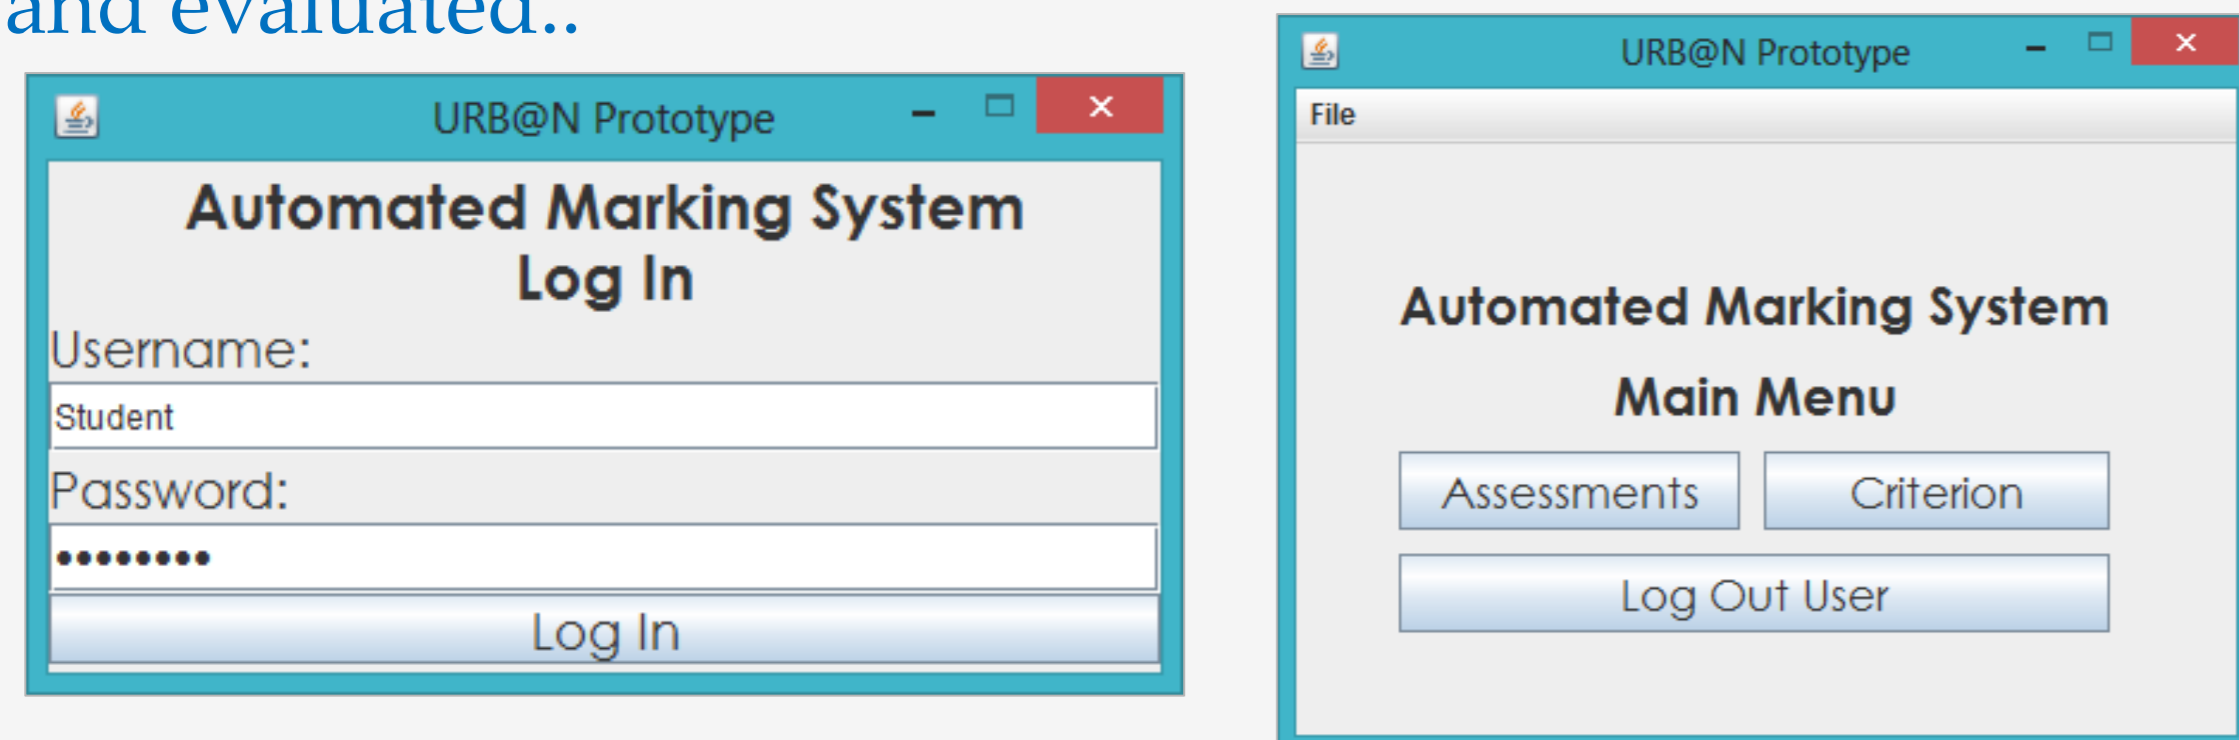 and evaluated..
URB@N Prototype
Automated Marking System
Log In
Username:
Student
Password:
••••••••
Log In
URB@N Prototype
File
Automated Marking System
Main Menu
Assessments
Criterion
Log Out User